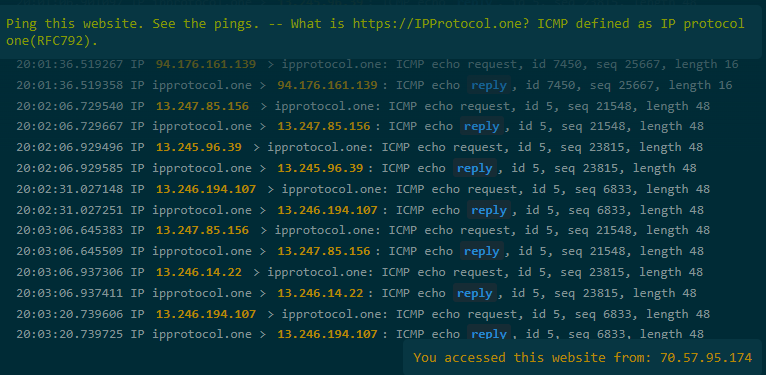 Ping this website. See the pings. -- What is https://IPProtocol.one? ICMP defined as IP protocol
one(RFC792).
20:01:36.519267 IP 94.176.161.139 > ipprotocol.one: ICMP echo request, id 7450, seq 25667, length 16
20:01:36.519358 IP ipprotocol.one > 94.176.161.139: ICMP echo reply, id 7450, seq 25667, length 16
20:02:06.729540 IP 13.247.85.156 > ipprotocol.one: ICMP echo request, id 5, seq 21548, length 48
20:02:06.729667 IP ipprotocol.one > 13.247.85.156: ICMP echo reply, id 5, seq 21548, length 48
20:02:06.929496 IP 13.245.96.39 > ipprotocol.one: ICMP echo request, id 5, seq 23815, length 48
20:02:06.929585 IP ipprotocol.one > 13.245.96.39: ICMP echo reply, id 5, seq 23815, length 48
20:02:31.027148 IP 13.246.194.107 > ipprotocol.one: ICMP echo request, id 5, seq 6833, length 48
20:02:31.027251 IP ipprotocol.one > 13.246.194.107: ICMP echo reply, id 5, seq 6833, length 48
20:03:06.645383 IP 13.247.85.156 > ipprotocol.one: ICMP echo request, id 5, seq 21548, length 48
20:03:06.645509 IP ipprotocol.one > 13.247.85.156: ICMP echo reply, id 5, seq 21548, length 48
20:03:06.937306 IP 13.246.14.22 > ipprotocol.one: ICMP echo request, id 5, seq 23815, length 48
20:03:06.937411 IP ipprotocol.one > 13.246.14.22: ICMP echo reply, id 5, seq 23815, length 48
20:03:20.739606 IP 13.246.194.107 > ipprotocol.one: ICMP echo request, id 5, seq 6833, length 48
20:03:20.739725 IP ipprotocol.one > 13.246.194.107: ICMP echo reply, id 5, seq 6833, length 48
You accessed this website from: 70.57.95.174